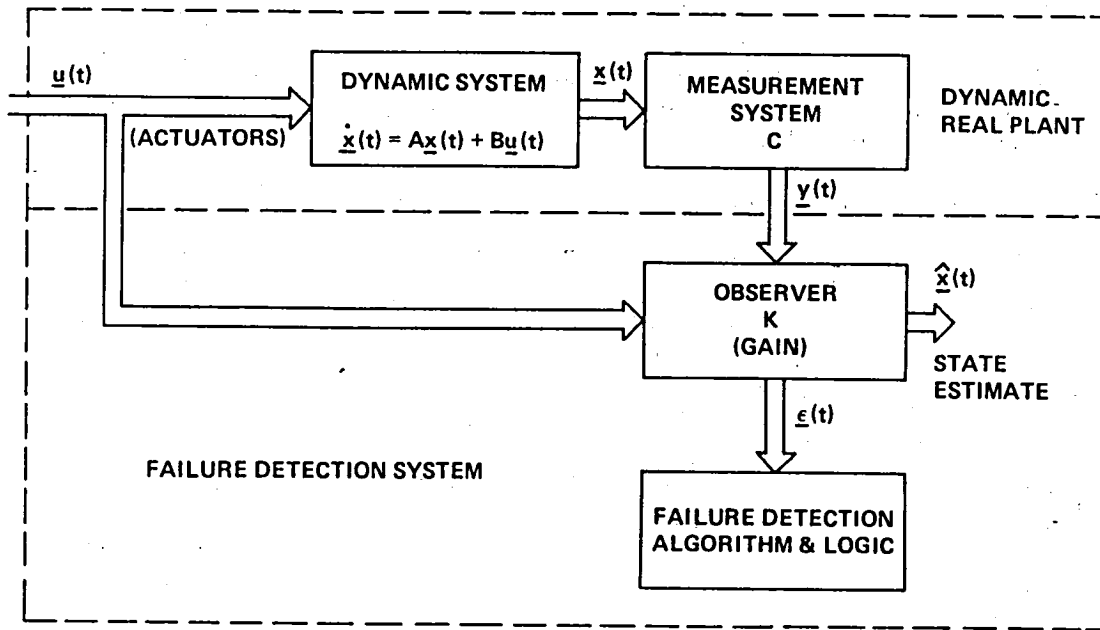 u(t)
(ACTUATORS)
DYNAMIC SYSTEM
ẋ(t) = Ax(t) + Bu(t)
x(t)
MEASUREMENT
SYSTEM
C
DYNAMIC-
REAL PLANT
y(t)
OBSERVER
K
(GAIN)
x̂(t)
STATE
ESTIMATE
ϵ(t)
FAILURE DETECTION SYSTEM
FAILURE DETECTION
ALGORITHM & LOGIC